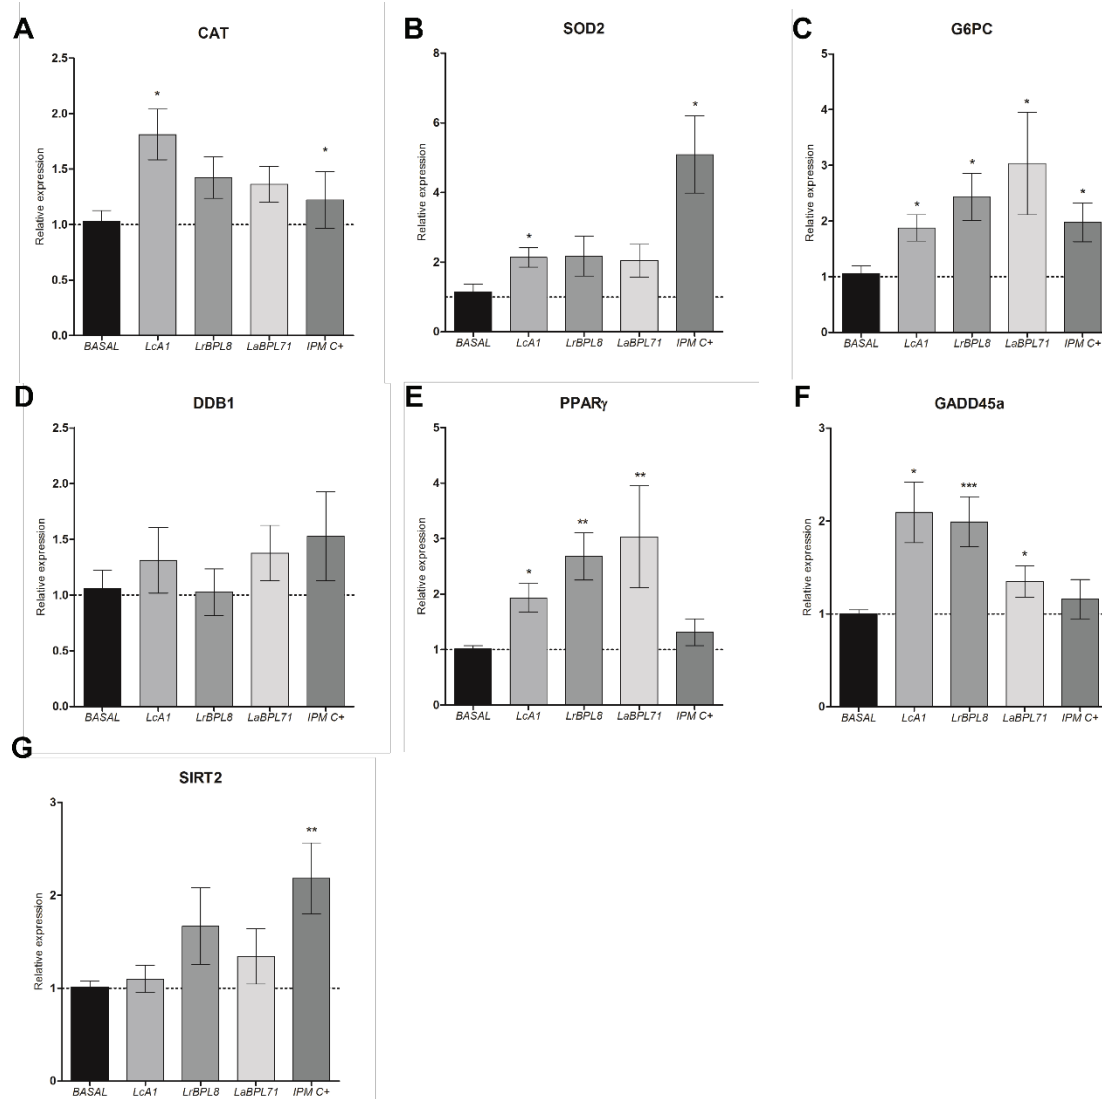 A
CAT
Relative expression
2.5
2.0
1.5
1.0
0.5
0.0
*
*
BASAL LcA1 LrBPL8 LaBPL71 IPM C+
B
SOD2
Relative expression
8
6
4
2
0
*
*
BASAL LcA1 LrBPL8 LaBPL71 IPM C+
C
G6PC
Relative expression
5
4
3
2
1
0
*
*
*
*
BASAL LcA1 LrBPL8 LaBPL71 IPM C+
D
DDB1
Relative expression
2.5
2.0
1.5
1.0
0.5
0.0
BASAL LcA1 LrBPL8 LaBPL71 IPM C+
E
PPARγ
Relative expression
5
4
3
2
1
0
*
**
**
BASAL LcA1 LrBPL8 LaBPL71 IPM C+
F
GADD45a
Relative expression
3
2
1
0
*
***
*
BASAL LcA1 LrBPL8 LaBPL71 IPM C+
G
SIRT2
Relative expression
3
2
1
0
**
BASAL LcA1 LrBPL8 LaBPL71 IPM C+